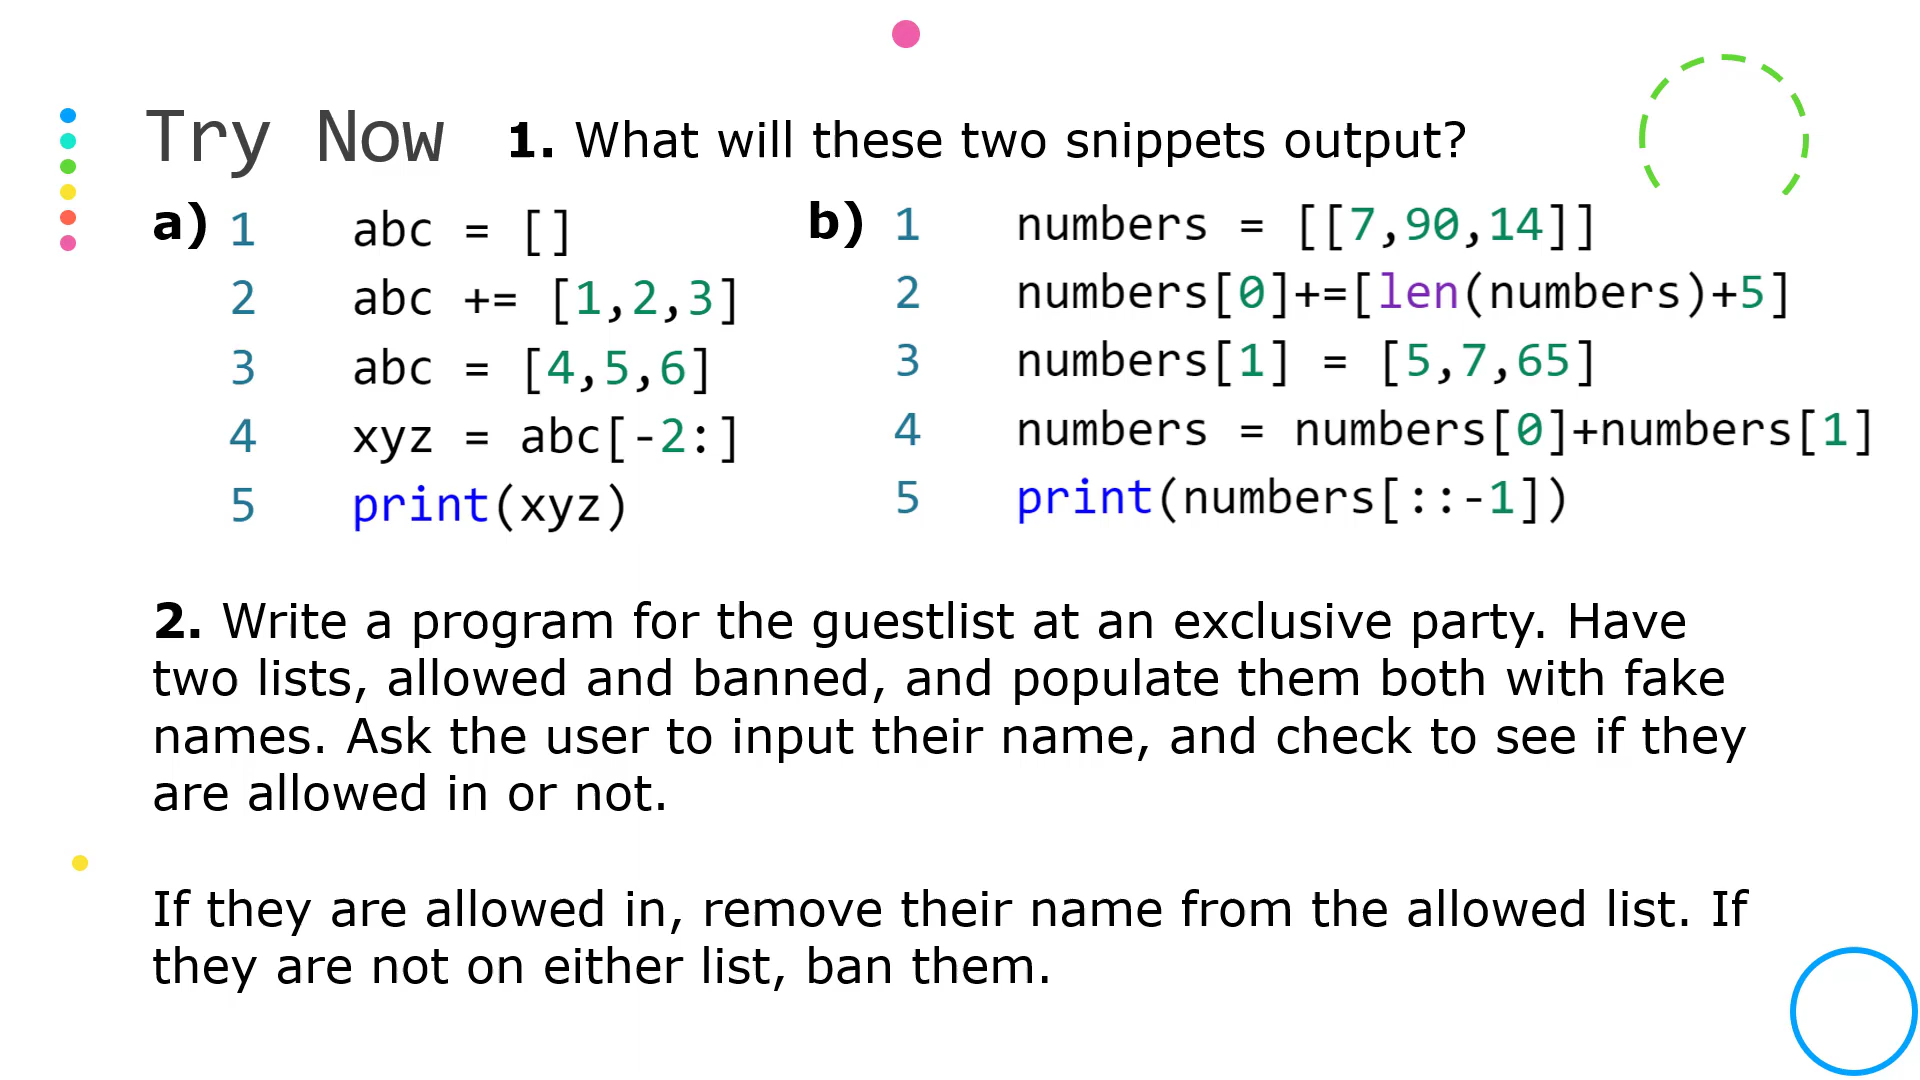 Try Now
1. What will these two snippets output?
a)
1 abc = []
2 abc += [1,2,3]
3 abc = [4,5,6]
4 xyz = abc[-2:]
5 print(xyz)
b)
1 numbers = [[7,90,14]]
2 numbers[0]+=[len(numbers)+5]
3 numbers[1] = [5,7,65]
4 numbers = numbers[0]+numbers[1]
5 print(numbers[::-1])
2. Write a program for the guestlist at an exclusive party. Have
two lists, allowed and banned, and populate them both with fake
names. Ask the user to input their name, and check to see if they
are allowed in or not.
If they are allowed in, remove their name from the allowed list. If
they are not on either list, ban them.